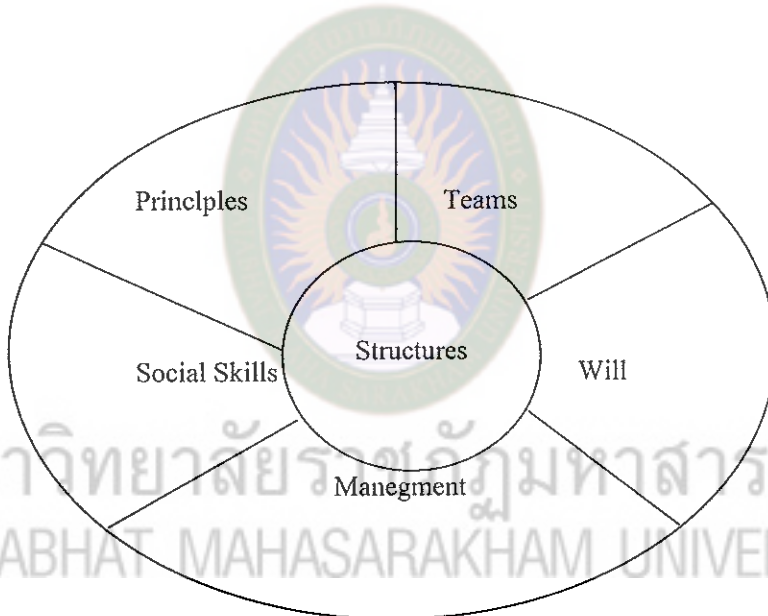 Princlples
Teams
Structures
Social Skills
Will
Manegment
าวิทยาลัยราชภัฏมหาสาร
ABHAT MAHASARAKHAM UNIVE